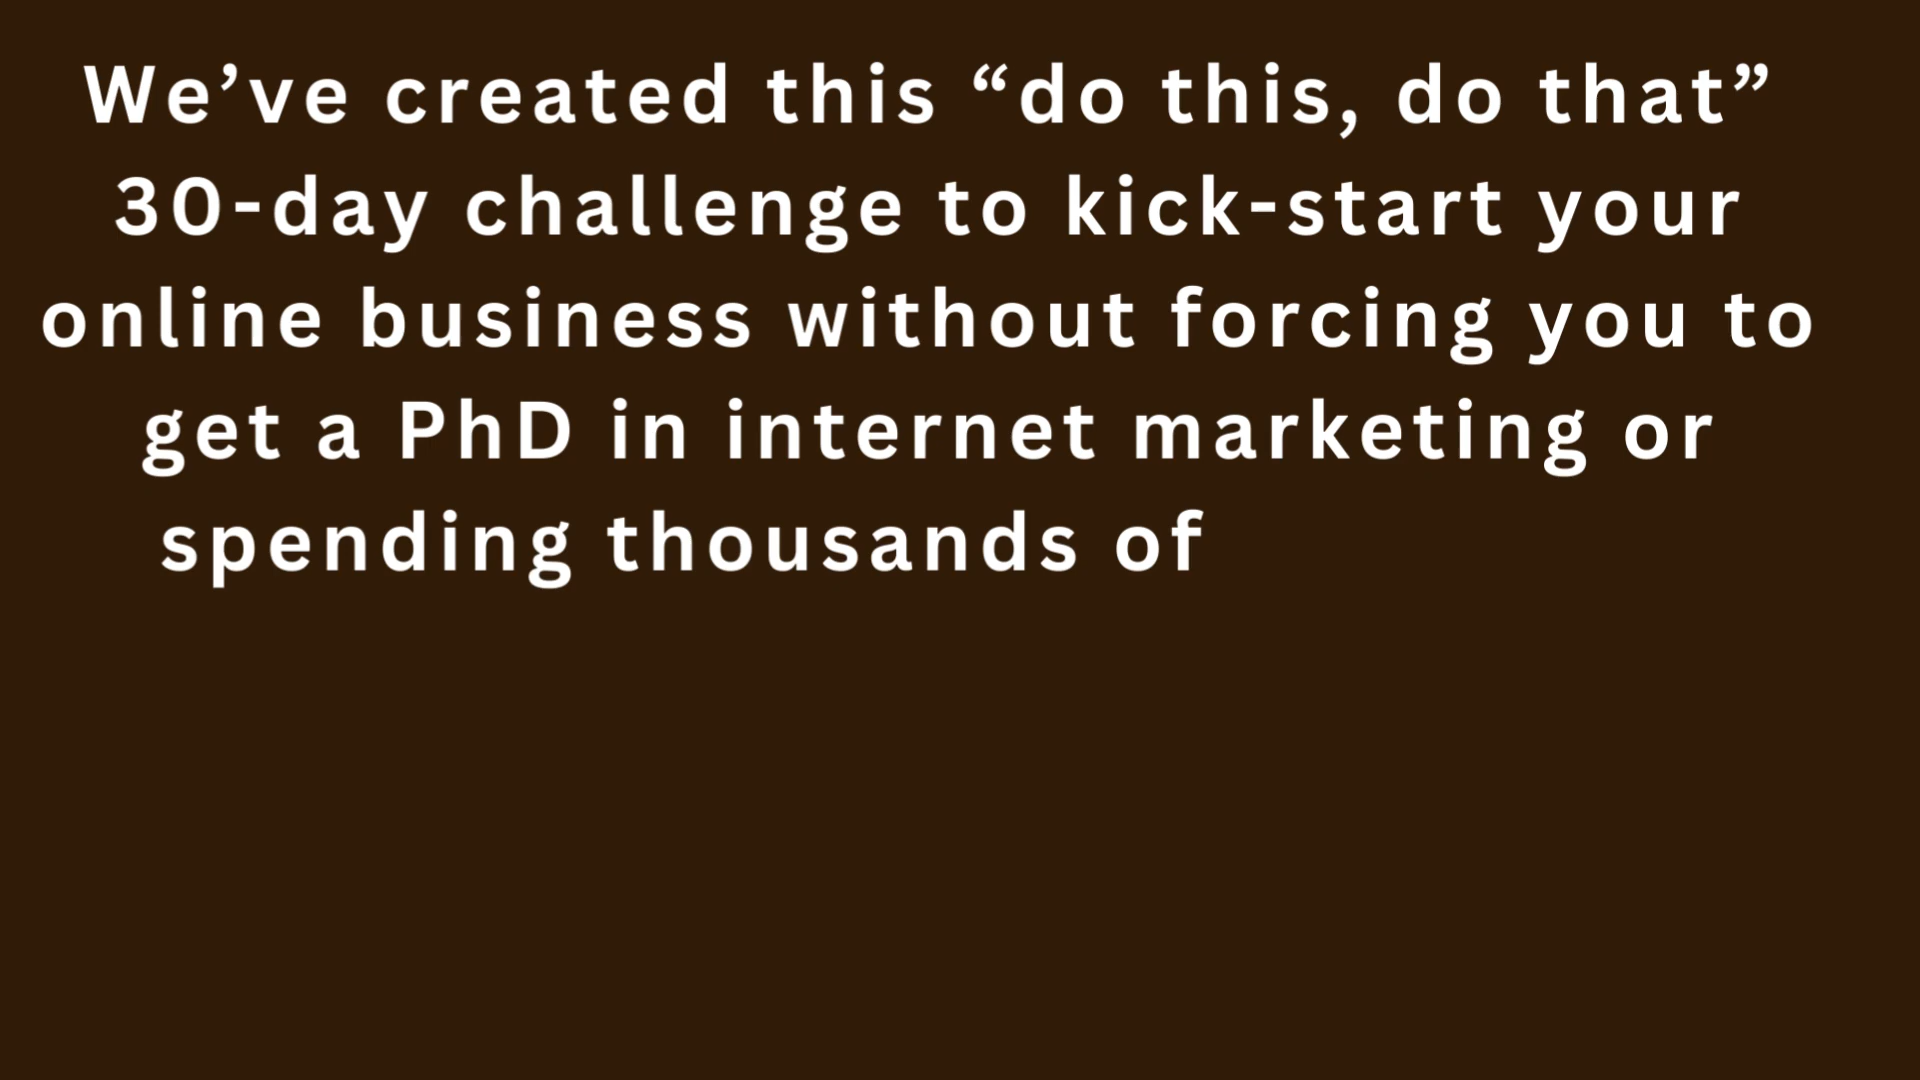 We’ve created this “do this, do that”
30-day challenge to kick-start your
online business without forcing you to
get a PhD in internet marketing or
spending thousands of